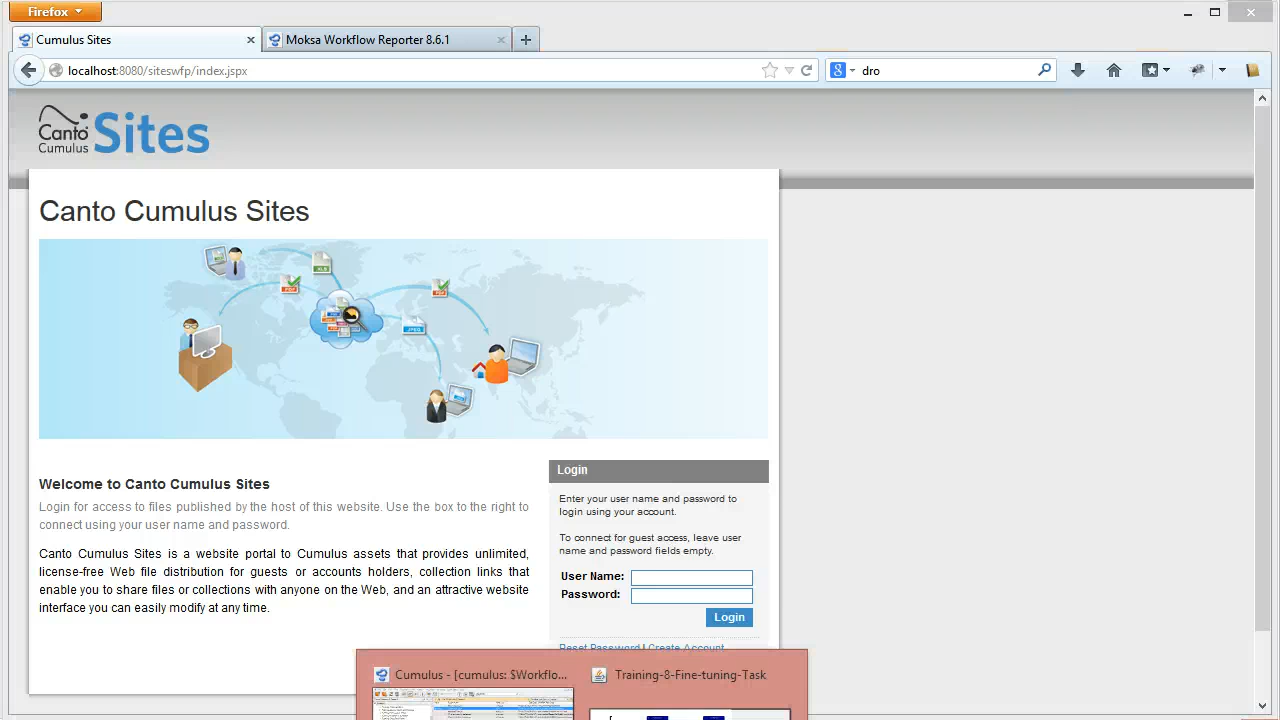 Firefox
Cumulus Sites
Moksa Workflow Reporter 8.6.1
localhost:8080/siteswfp/index.jspx
dro
Canto Cumulus Sites
Canto Cumulus Sites
XLS
PDF
PDF
JPEG
Welcome to Canto Cumulus Sites
Login for access to files published by the host of this website. Use the box to the right to
connect using your user name and password.
Canto Cumulus Sites is a website portal to Cumulus assets that provides unlimited,
license-free Web file distribution for guests or accounts holders, collection links that
enable you to share files or collections with anyone on the Web, and an attractive website
interface you can easily modify at any time.
Login
Enter your user name and password to
login using your account.
To connect for guest access, leave user
name and password fields empty.
User Name:
Password:
Login
Reset Password | Create Account
Cumulus - [cumulus: $Workflo...
Training-8-Fine-tuning-Task